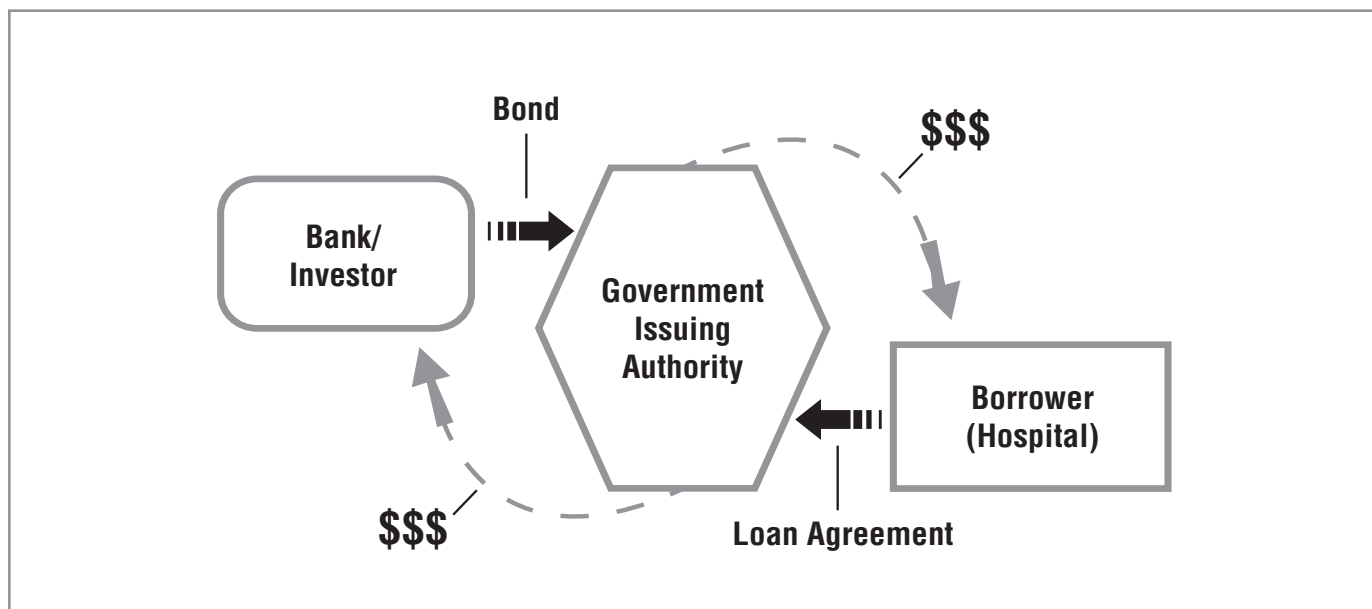 Bond
$$$
Bank/
Investor
Government
Issuing
Authority
Borrower
(Hospital)
$$$
Loan Agreement